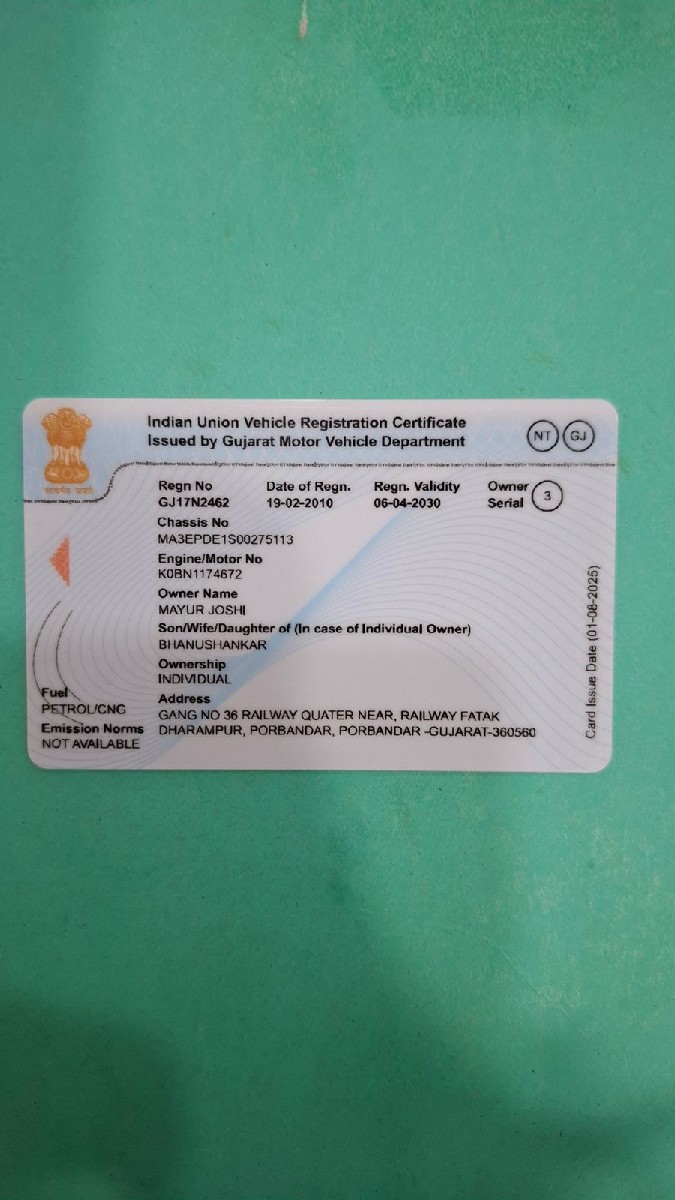 Indian Union Vehicle Registration Certificate
Issued by Gujarat Motor Vehicle Department
NT GJ
सत्यमेव जयते
Regn No Date of Regn. Regn. Validity Owner
GJ17N2462 19-02-2010 06-04-2030 Serial 3
Chassis No
MA3EPDE1S00275113
Engine/Motor No
K0BN1174672
Owner Name
MAYUR JOSHI
Son/Wife/Daughter of (In case of Individual Owner)
BHANUSHANKAR
Ownership
INDIVIDUAL
Fuel
PETROL/CNG
Emission Norms
NOT AVAILABLE
Address
GANG NO 36 RAILWAY QUATER NEAR, RAILWAY FATAK
DHARAMPUR, PORBANDAR, PORBANDAR -GUJARAT-360560
Card Issue Date (01-08-2025)